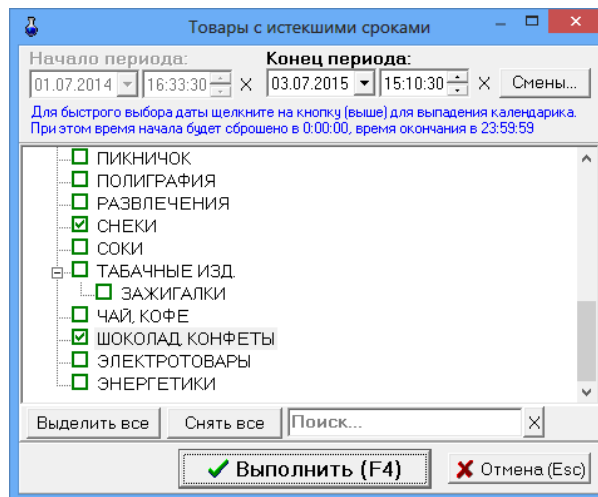 Товары с истекшими сроками
Начало периода: Конец периода:
01.07.2014 16:33:30 X 03.07.2015 15:10:30 X Смены...
Для быстрого выбора даты щелкните на кнопку (выше) для выпадения календарика.
При этом время начала будет сброшено в 0:00:00, время окончания в 23:59:59
ПИКНИЧОК
ПОЛИГРАФИЯ
РАЗВЛЕЧЕНИЯ
СНЕКИ
СОКИ
ТАБАЧНЫЕ ИЗД.
ЗАЖИГАЛКИ
ЧАЙ, КОФЕ
ШОКОЛАД, КОНФЕТЫ
ЭЛЕКТРОТОВАРЫ
ЭНЕРГЕТИКИ
Выделить все Снять все Поиск... X
Выполнить (F4) Отмена (Esc)